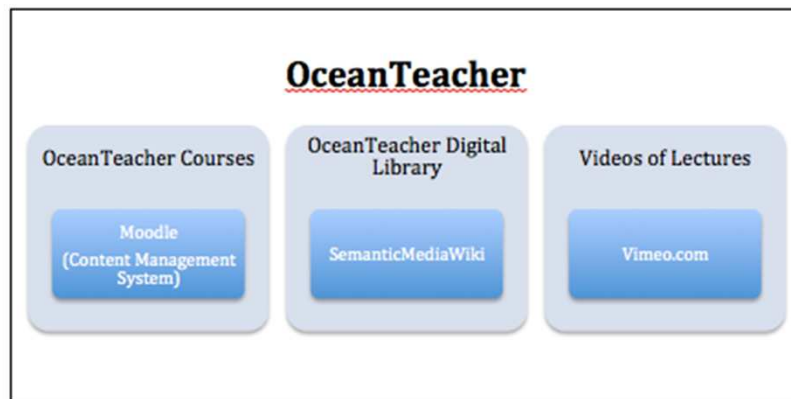 OceanTeacher
OceanTeacher Courses
Moodle
(Content Management
System)
OceanTeacher Digital
Library
SemanticMediaWiki
Videos of Lectures
Vimeo.com